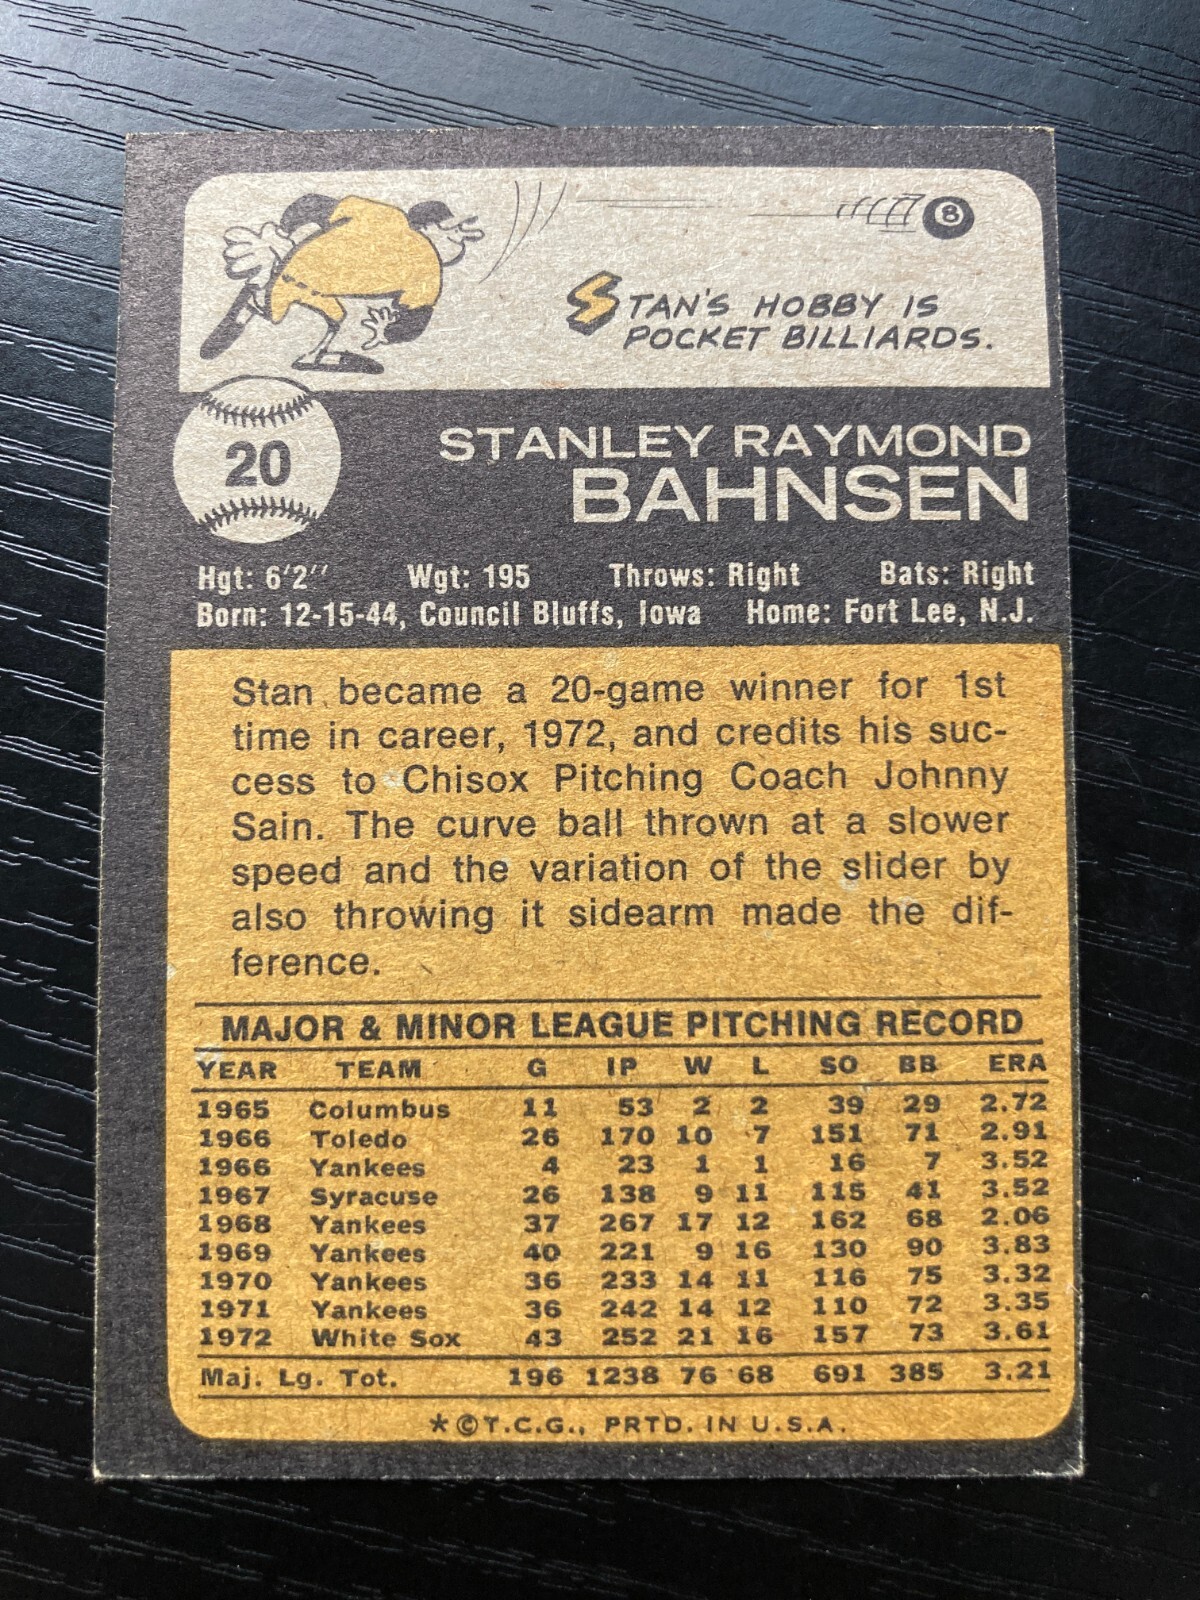 8
STAN'S HOBBY IS
POCKET BILLIARDS.
20
STANLEY RAYMOND
BAHNSEN
Hgt: 6'2'' Wgt: 195 Throws: Right Bats: Right
Born: 12-15-44, Council Bluffs, Iowa Home: Fort Lee, N.J.
Stan became a 20-game winner for 1st
time in career, 1972, and credits his suc-
cess to Chisox Pitching Coach Johnny
Sain. The curve ball thrown at a slower
speed and the variation of the slider by
also throwing it sidearm made the dif-
ference.
MAJOR & MINOR LEAGUE PITCHING RECORD
YEAR TEAM G IP W L SO BB ERA
1965 Columbus 11 53 2 2 39 29 2.72
1966 Toledo 26 170 10 7 151 71 2.91
1966 Yankees 4 23 1 1 16 7 3.52
1967 Syracuse 26 138 9 11 115 41 3.52
1968 Yankees 37 267 17 12 162 68 2.06
1969 Yankees 40 221 9 16 130 90 3.83
1970 Yankees 36 233 14 11 116 75 3.32
1971 Yankees 36 242 14 12 110 72 3.35
1972 White Sox 43 252 21 16 157 73 3.61
Maj. Lg. Tot. 196 1238 76 68 691 385 3.21
*©T.C.G., PRTD. IN U.S.A.